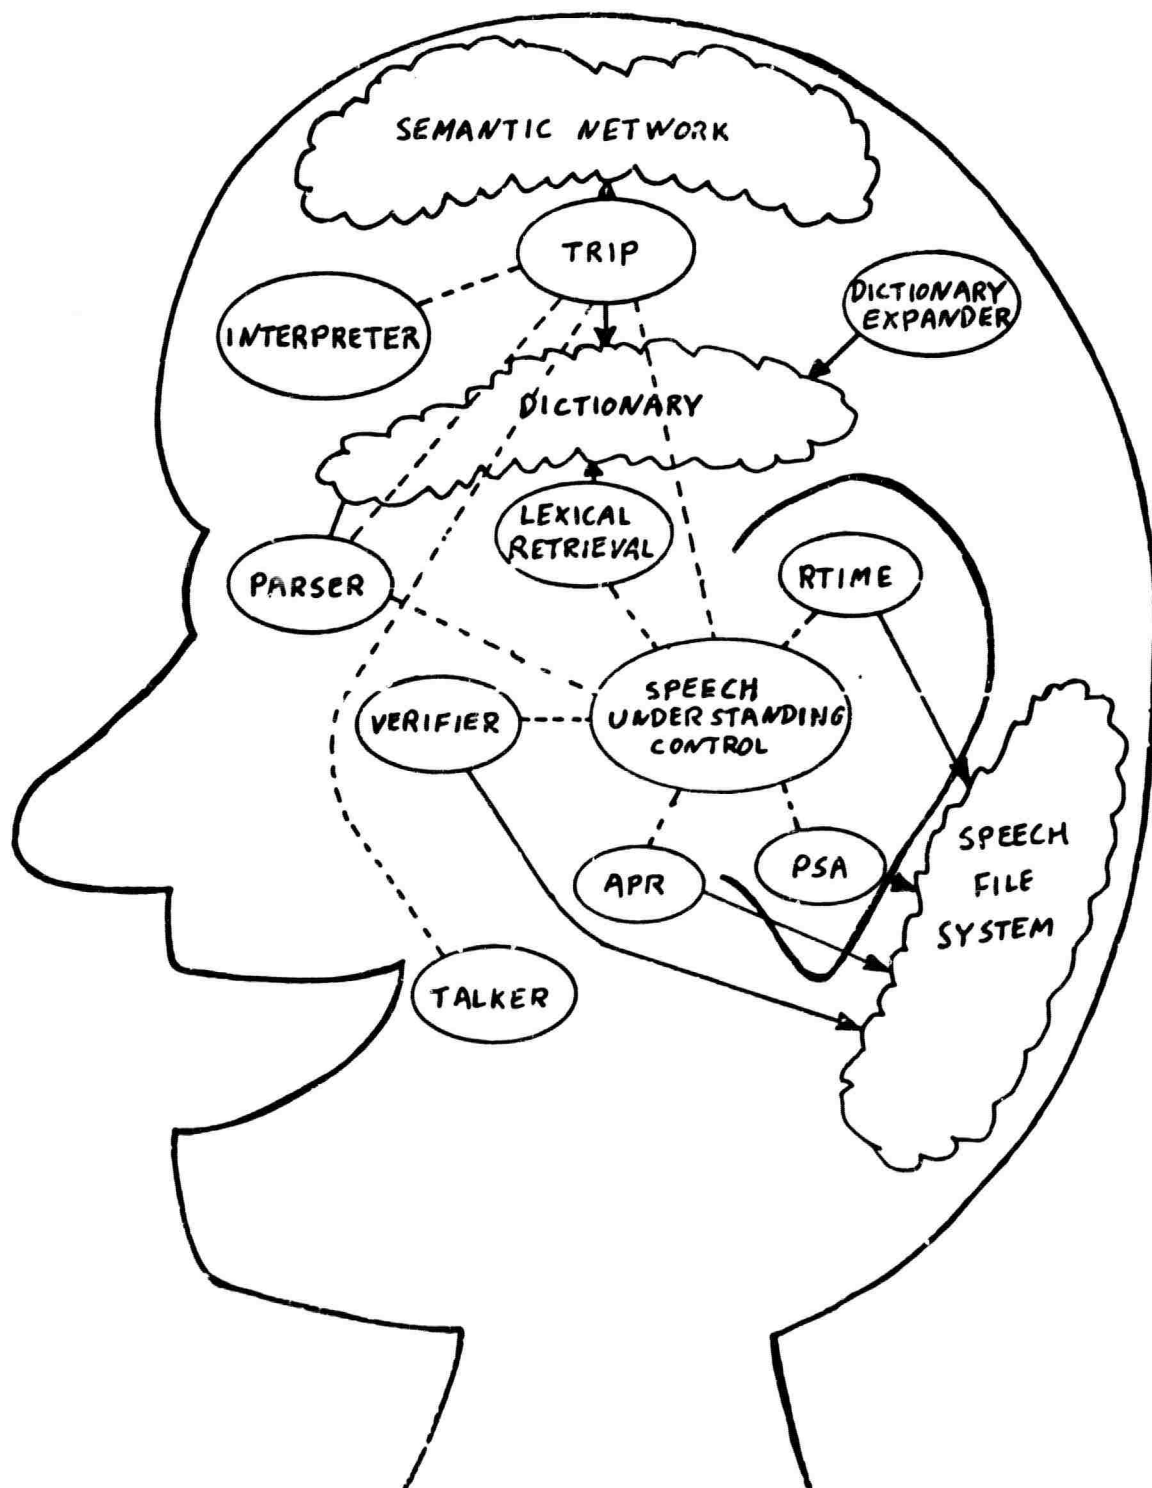 SEMANTIC NETWORK
TRIP
INTERPRETER
DICTIONARY
EXPANDER
DICTIONARY
LEXICAL
RETRIEVAL
RTIME
PARSER
SPEECH
UNDERSTANDING
CONTROL
VERIFIER
APR
PSA
SPEECH
FILE
SYSTEM
TALKER